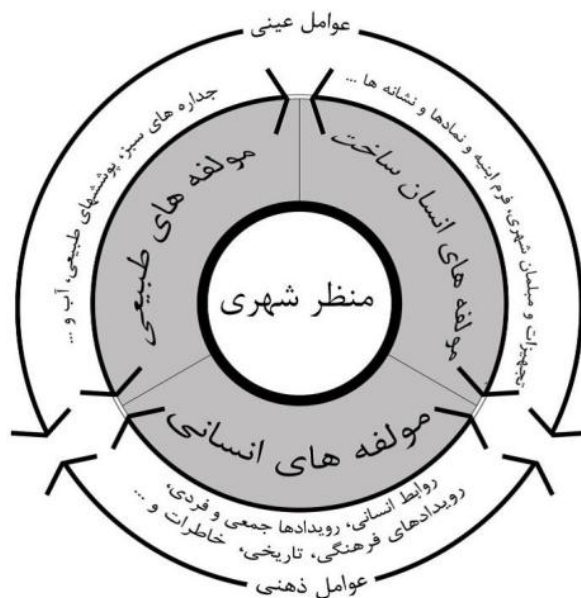 عوامل عینی
تجهیزات و مبلمان شهری، فرم ابنیه و نمادها و نشانه ها ...
جداره های سبز، پوششهای طبیعی، آب و ...
مولفه های انسان ساخت
مولفه های طبیعی
منظر شهری
مولفه های انسانی
روابط انسانی، رویدادها جمعی و فردی،
رویدادهای فرهنگی، تاریخی، خاطرات و ...
عوامل ذهنی